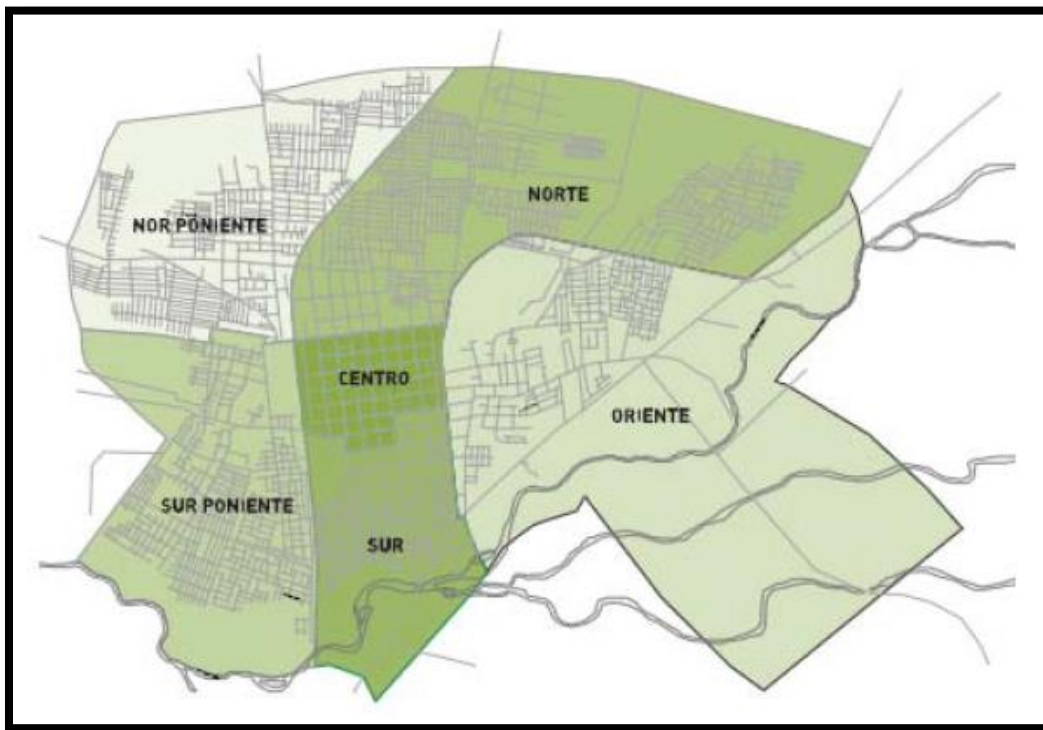 NORTE
NOR PONIENTE
CENTRO
ORIENTE
SUR PONIENTE
SUR